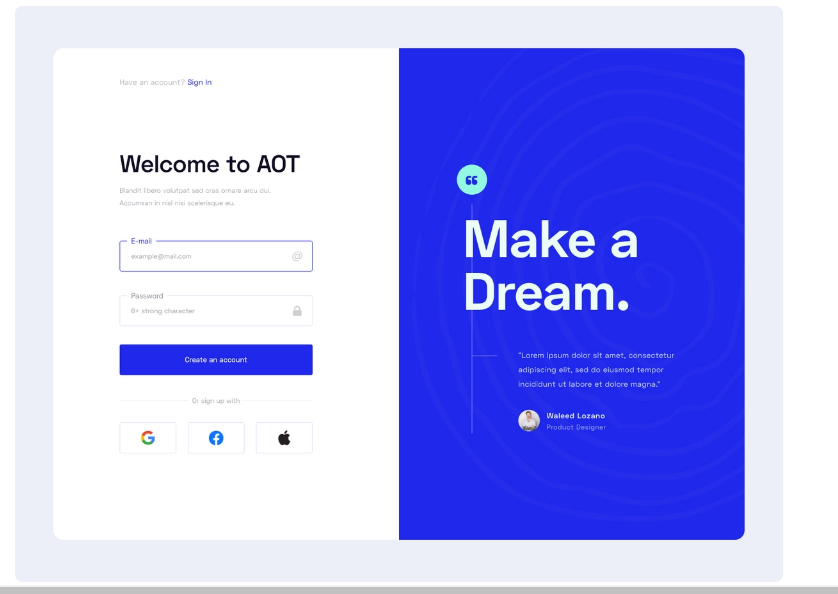 Have an account? Sign In
Welcome to AOT
Blandit libero volutpat sed cras ornare arcu dui.
Accumsan in nisl nisi scelerisque eu.
E-mail
example@mail.com
@
Password
8+ strong character
Create an account
Or sign up with
G
f
“
Make a
Dream.
"Lorem ipsum dolor sit amet, consectetur
adipiscing elit, sed do eiusmod tempor
incididunt ut labore et dolore magna."
Waleed Lozano
Product Designer